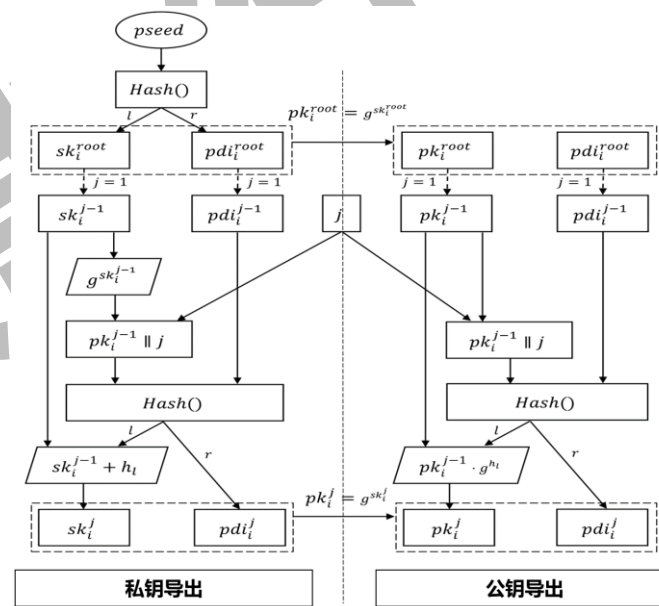 pseed
Hash()
l r
pk_i^{root} = g^{sk_i^{root}}
sk_i^{root} pdi_i^{root} pk_i^{root} pdi_i^{root}
j = 1 j = 1 j = 1 j = 1
sk_i^{j-1} pdi_i^{j-1} j pk_i^{j-1} pdi_i^{j-1}
g^{sk_i^{j-1}}
pk_i^{j-1} ∥ j pk_i^{j-1} ∥ j
Hash() Hash()
l r l r
sk_i^{j-1} + h_l pk_i^{j-1} · g^{h_l}
pk_i^j = g^{sk_i^j}
sk_i^j pdi_i^j pk_i^j pdi_i^j
私钥导出 公钥导出